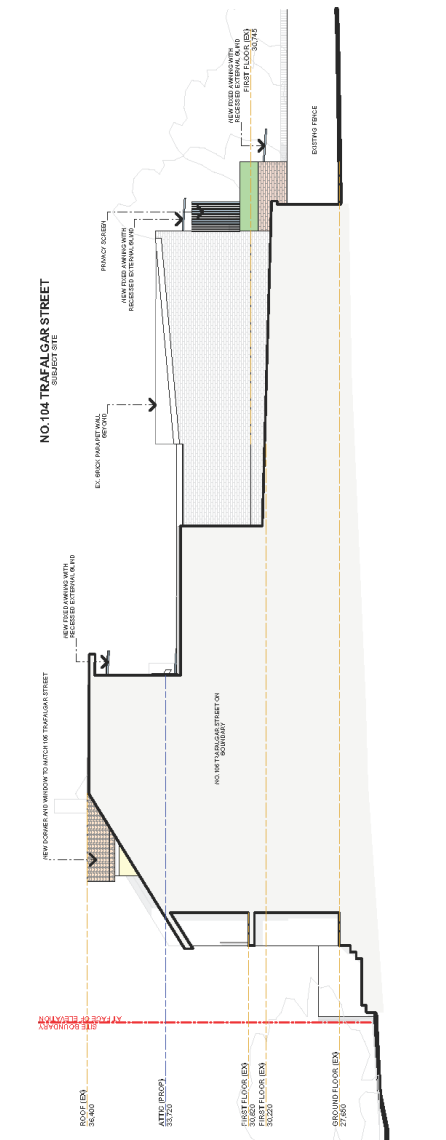 NO.104 TRAFALGAR STREET
SUBJECT SITE
NEW DORMER AND WINDOW TO MATCH 106 TRAFALGAR STREET
NEW FIXED AWNING WITH
RECESSED EXTERNAL BLIND
EX. BRICK PARAPET WALL
BEYOND
PRIVACY SCREEN
NEW FIXED AWNING WITH
RECESSED EXTERNAL BLIND
NEW FIXED AWNING WITH
RECESSED EXTERNAL BLIND
FIRST FLOOR (EX)
30,745
EXISTING FENCE
NO.106 TRAFALGAR STREET ON
BOUNDARY
SITE BOUNDARY
AT FACE OF ELEVATION
ROOF (EX)
36,400
ATTIC (PROP)
33,720
FIRST FLOOR (EX)
30,620
FIRST FLOOR (EX)
30,220
GROUND FLOOR (EX)
27,650